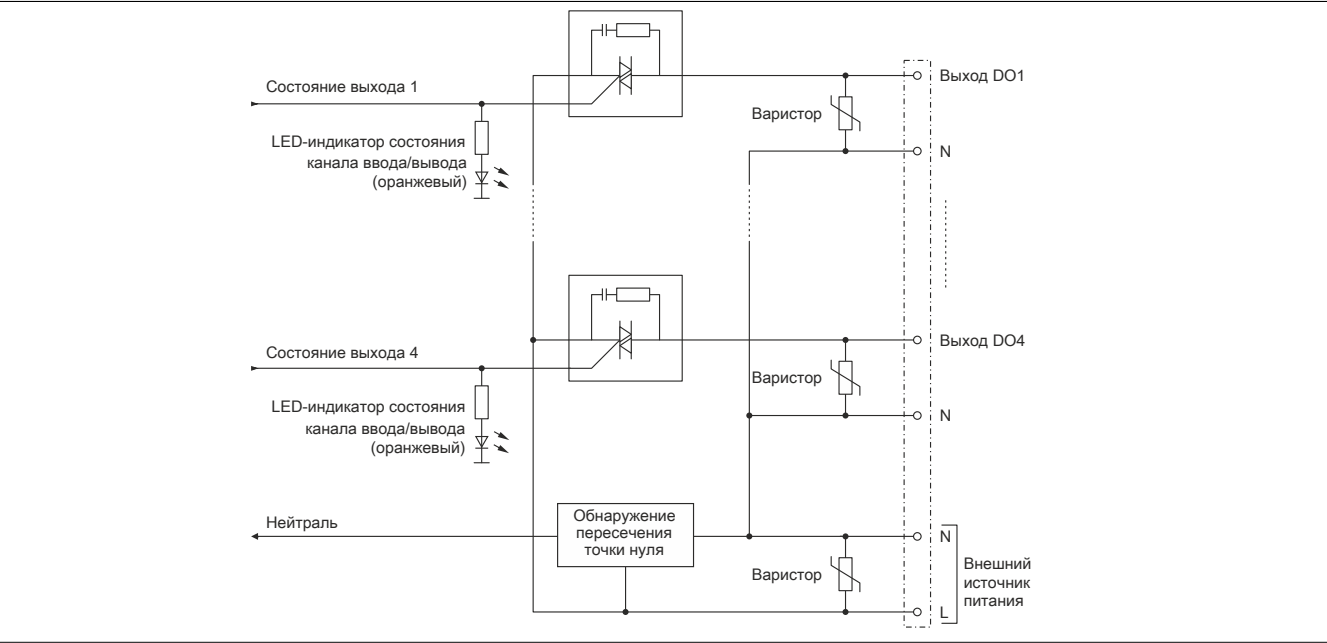 Состояние выхода 1
LED-индикатор состояния
канала ввода/вывода
(оранжевый)
Варистор
Выход DO1
N
Состояние выхода 4
LED-индикатор состояния
канала ввода/вывода
(оранжевый)
Варистор
Выход DO4
N
Нейтраль
Обнаружение
пересечения
точки нуля
Варистор
N
L
Внешний
источник
питания